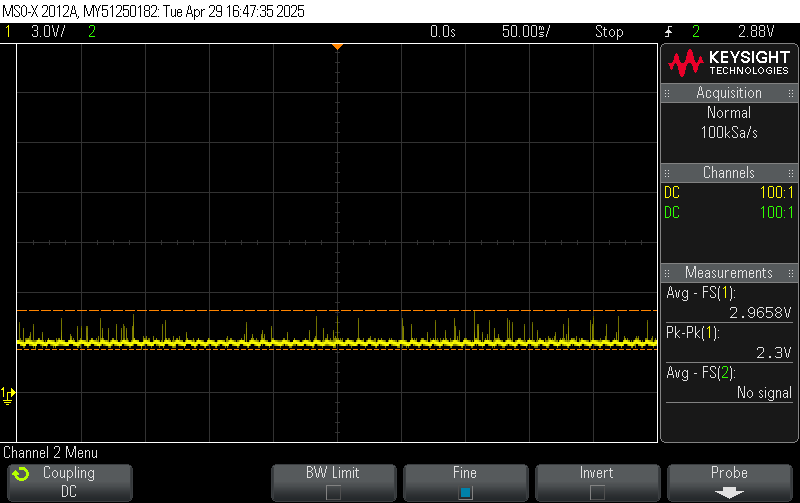 MSO-X 2012A, MY51250182: Tue Apr 29 16:47:35 2025
1 3.0V/ 2 0.0s 50.00ms/ Stop 2 2.88V
KEYSIGHT
TECHNOLOGIES
Acquisition
Normal
100kSa/s
Channels
DC 100:1
DC 100:1
Measurements
Avg - FS(1):
2.9658V
Pk-Pk(1):
2.3V
Avg - FS(2):
No signal
1
Channel 2 Menu
Coupling
DC
BW Limit
Fine
Invert
Probe